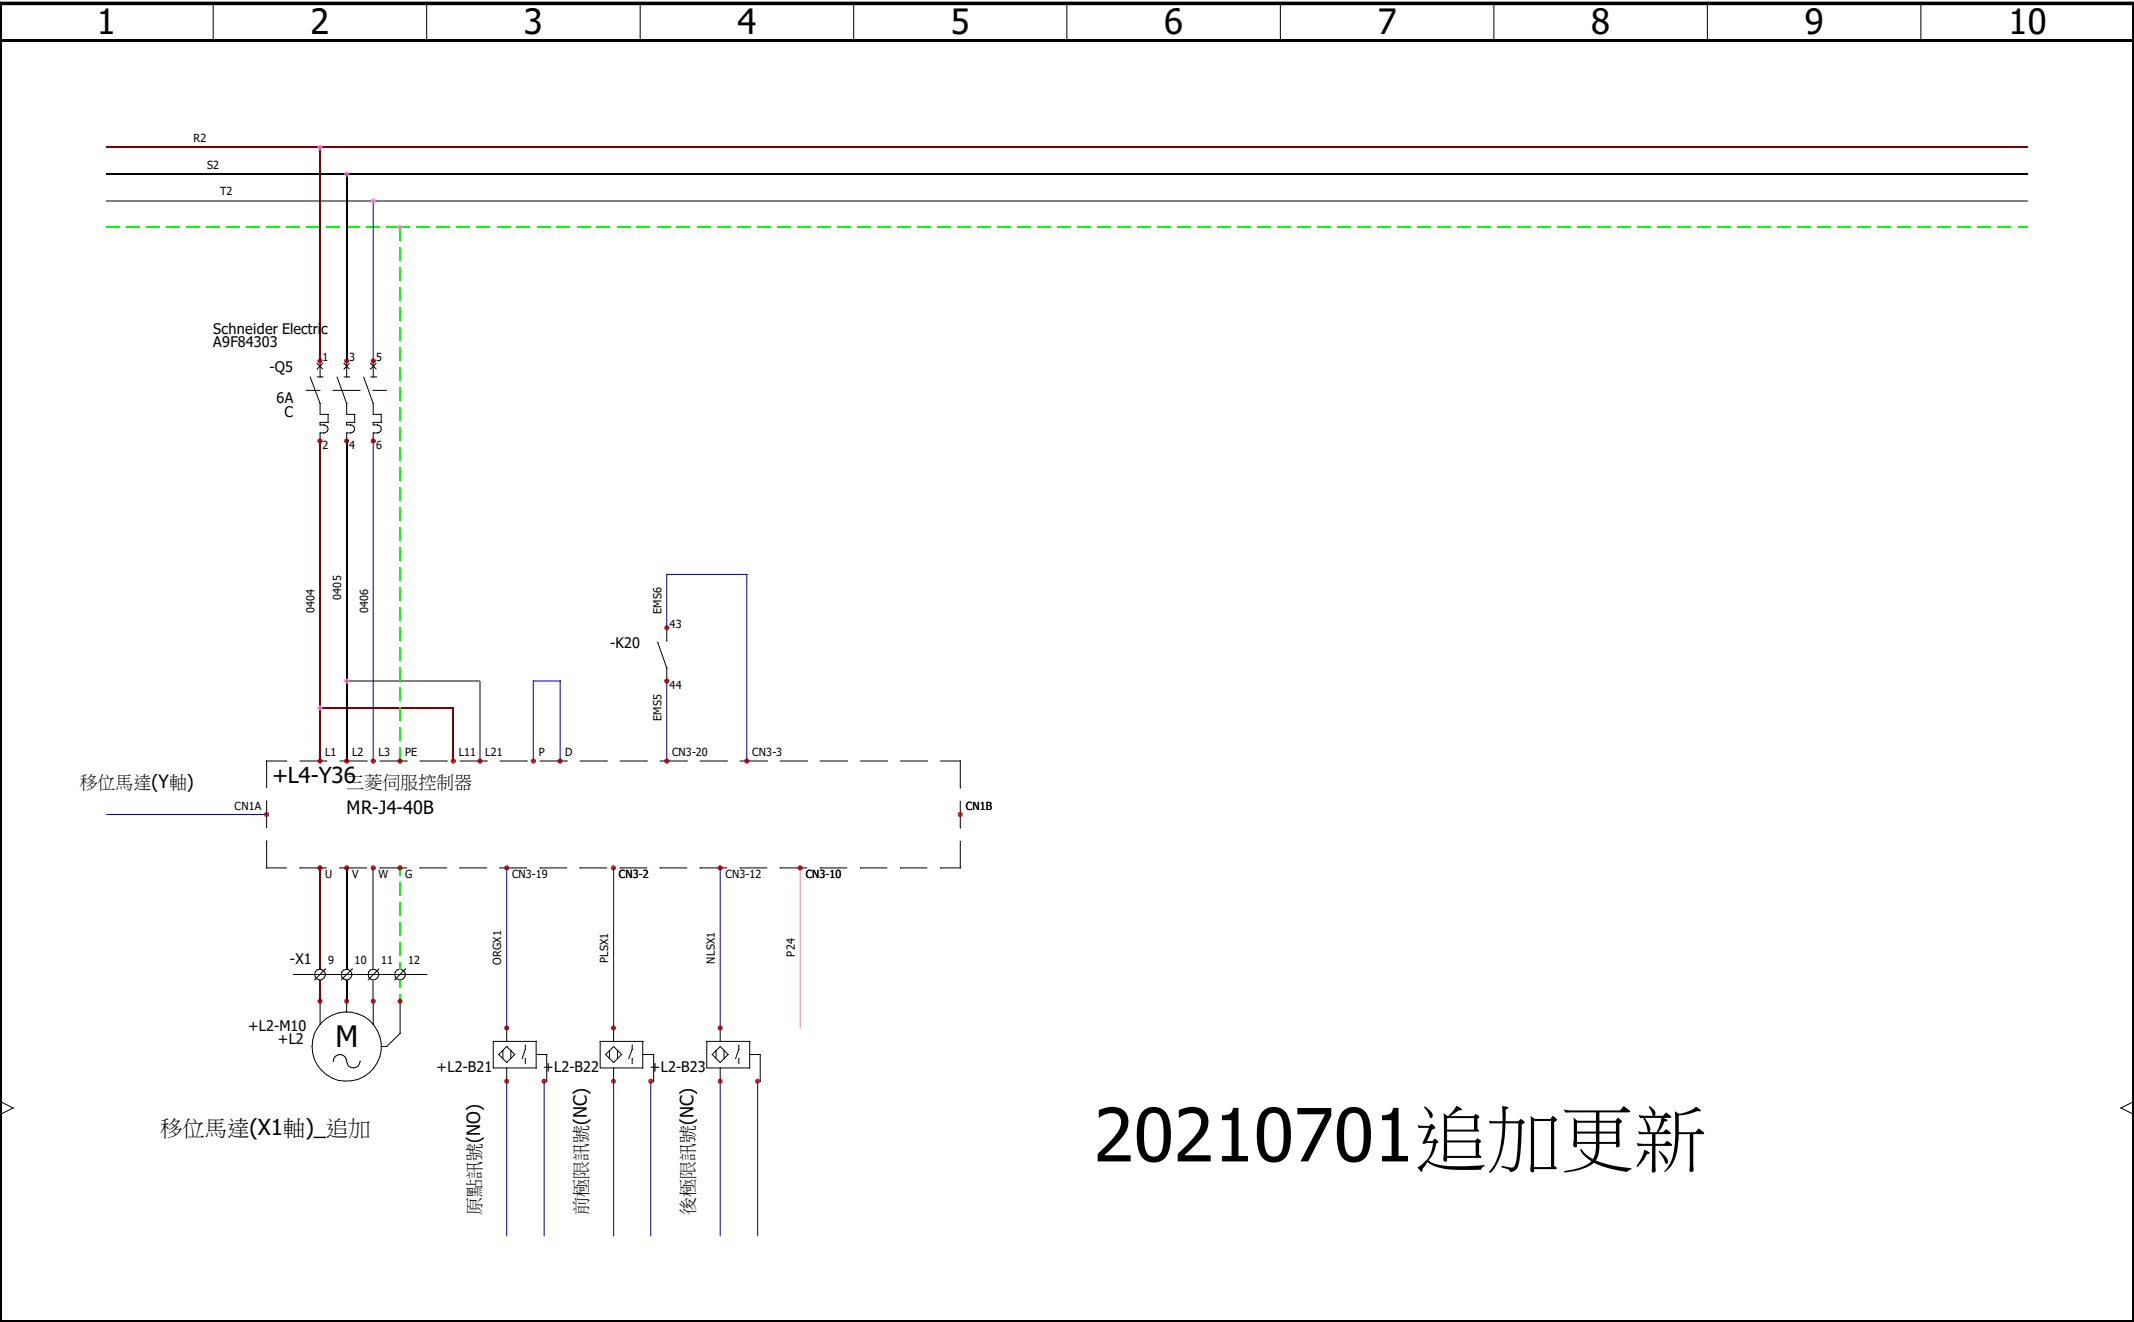 1 2 3 4 5 6 7 8 9 10
R2
S2
T2
Schneider Electric
A9F84303
-Q5
1 3 5
6A
C
2 4 6
0404 0405 0406
EMS6
43
-K20
44
EMS5
L1 L2 L3 PE L11 L21 P D CN3-20 CN3-3
+L4-Y36 三菱伺服控制器
移位馬達(Y軸)
CN1A MR-J4-40B CN1B
U V W G CN3-19 CN3-2 CN3-12 CN3-10
ORGX1 PLSX1 NLSX1 P24
-X1 9 10 11 12
+L2-M10
+L2
M
+L2-B21 +L2-B22 +L2-B23
原點訊號(NO) 前極限訊號(NC) 後極限訊號(NC)
移位馬達(X1軸)_追加
20210701追加更新